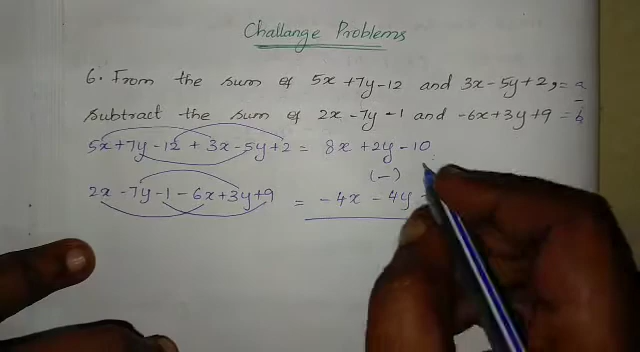 Challange Problems
6. From the sum of 5x +7y-12 and 3x-5y+2, = a
subtract the sum of 2x-7y-1 and -6x+3y+9 = b
5x+7y-12+3x-5y+2 = 8x+2y-10
(-)
2x-7y-1-6x+3y+9 = -4x-4y